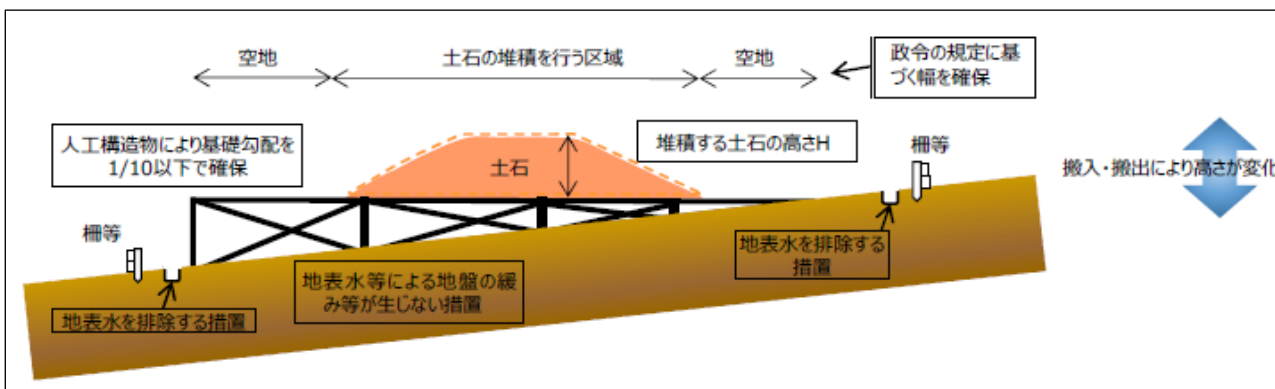 空地
土石の堆積を行う区域
空地
政令の規定に基
づく幅を確保
人工構造物により基礎勾配を
1/10以下で確保
土石
堆積する土石の高さH
柵等
搬入・搬出により高さが変化
柵等
地表水を排除する措置
地表水等による地盤の緩
み等が生じない措置
地表水を排除する
措置